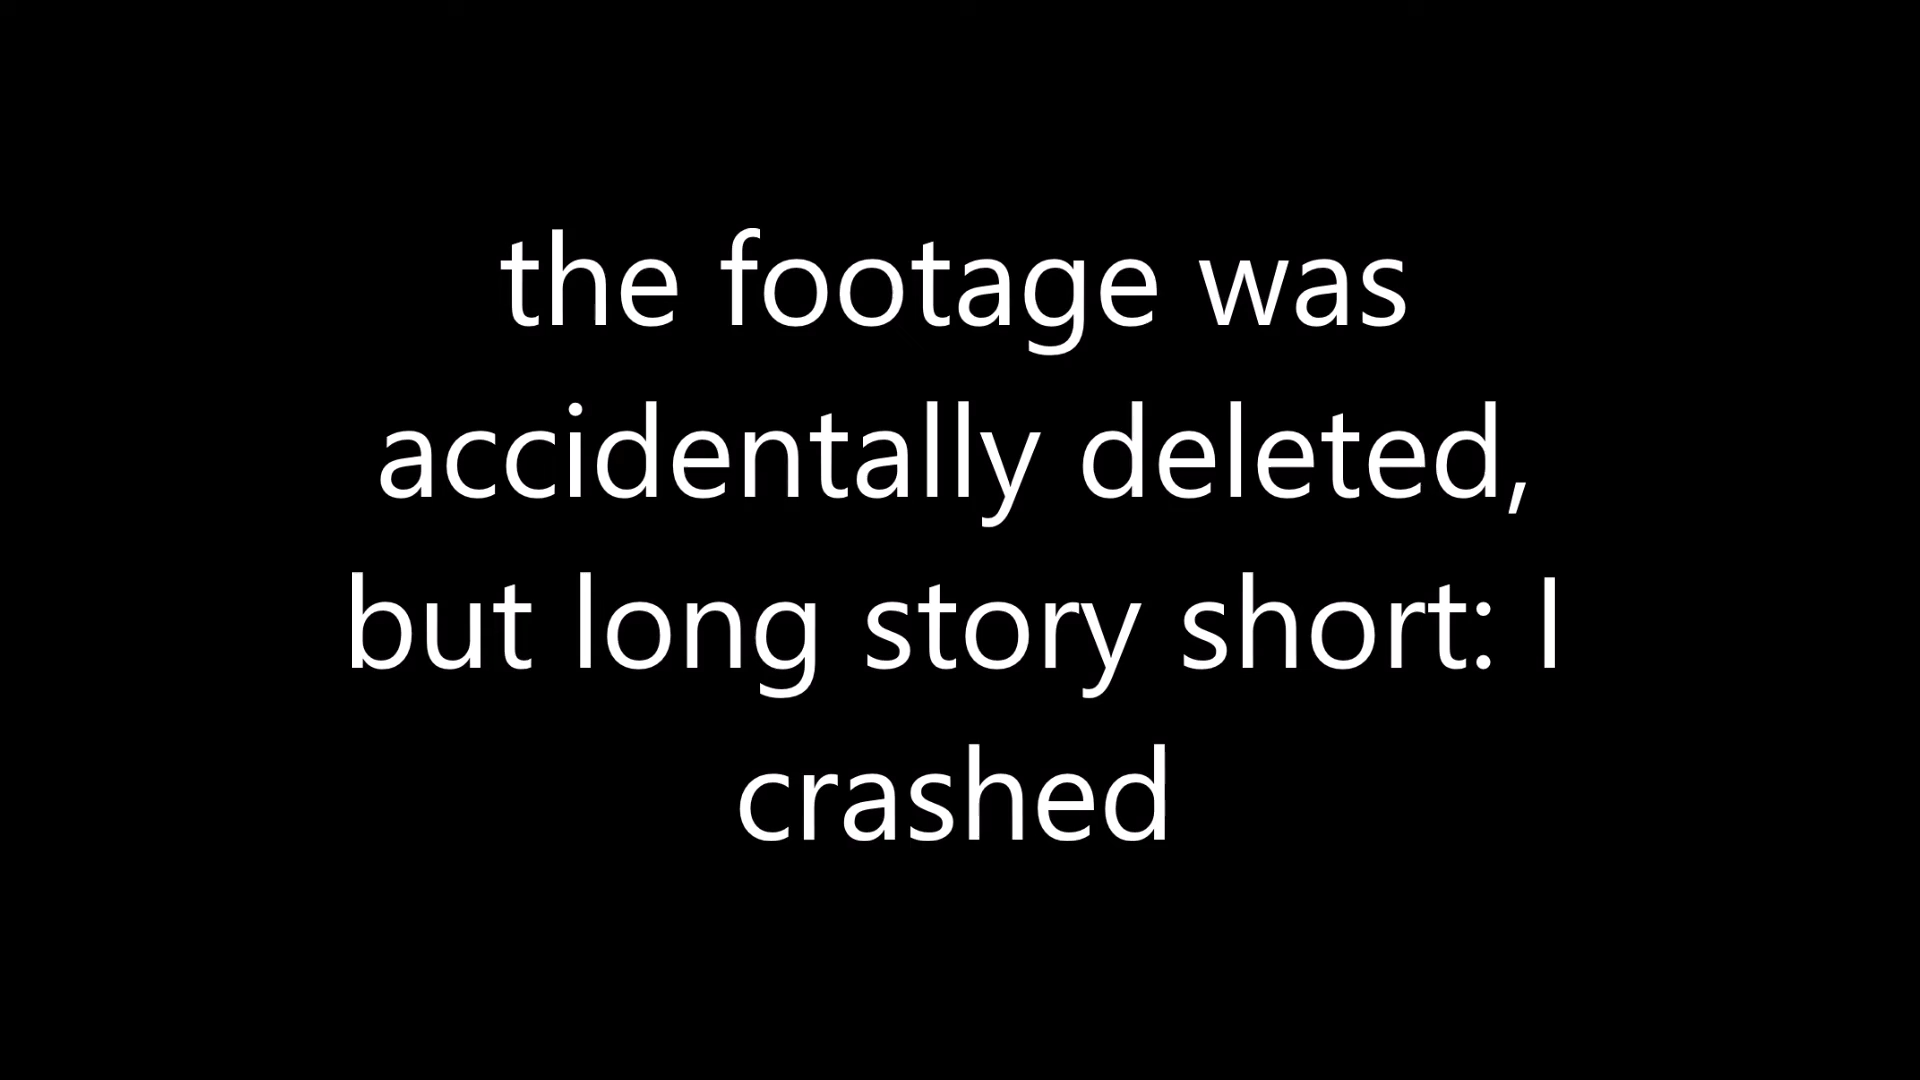 the footage was
accidentally deleted,
but long story short: I
crashed